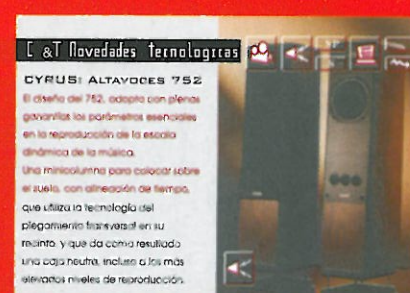 C &T Novedades Tecnologicas
CYRUS: ALTAVOCES 752
El diseño del 752, adopta con plenas
garantías los parámetros esenciales
en la reproducción de la escala
dinámica de la música.
Una minicolumna para colocar sobre
el suelo, con alineación de tiempo,
que utiliza la tecnología del
plegamiento transversal en su
recinto, y que da como resultado
una caja neutra, incluso a los más
elevados niveles de reproducción.